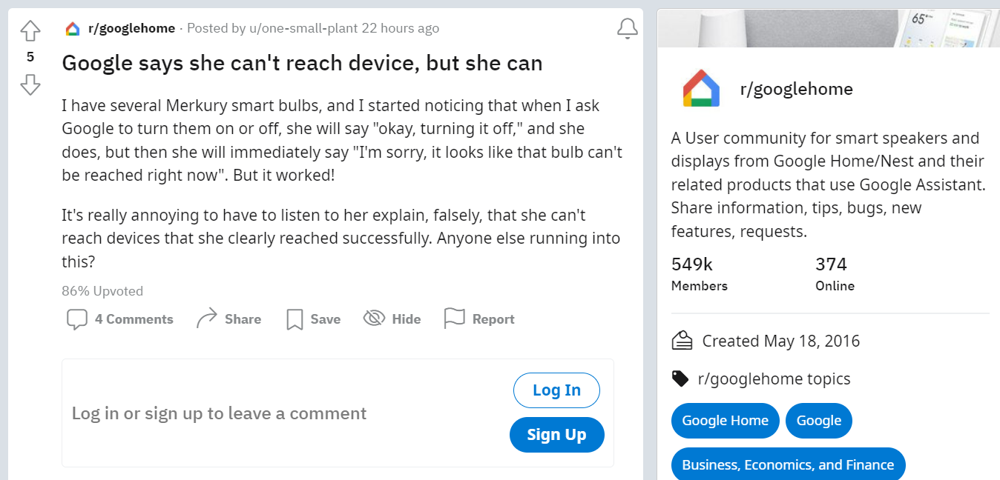 r/googlehome · Posted by u/one-small-plant 22 hours ago
5
Google says she can't reach device, but she can
I have several Merkury smart bulbs, and I started noticing that when I ask
Google to turn them on or off, she will say "okay, turning it off," and she
does, but then she will immediately say "I'm sorry, it looks like that bulb can't
be reached right now". But it worked!
It's really annoying to have to listen to her explain, falsely, that she can't
reach devices that she clearly reached successfully. Anyone else running into
this?
86% Upvoted
4 Comments Share Save Hide Report
Log in or sign up to leave a comment
Log In
Sign Up
65°
r/googlehome
A User community for smart speakers and
displays from Google Home/Nest and their
related products that use Google Assistant.
Share information, tips, bugs, new
features, requests.
549k 374
Members Online
Created May 18, 2016
r/googlehome topics
Google Home Google
Business, Economics, and Finance